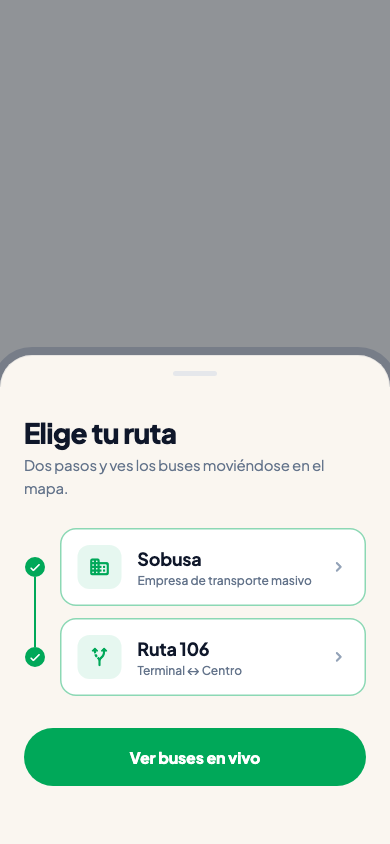 Elige tu ruta
Dos pasos y ves los buses moviéndose en el
mapa.
Sobusa
Empresa de transporte masivo
Ruta 106
Terminal ↔ Centro
Ver buses en vivo